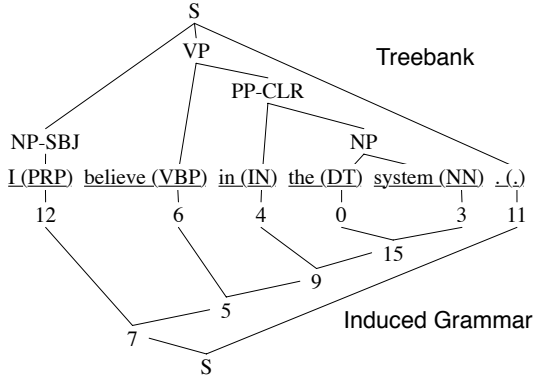 S
VP
Treebank
PP-CLR
NP-SBJ NP
I (PRP) believe (VBP) in (IN) the (DT) system (NN) . (.)
12 6 4 0 3 11
15
9
5
Induced Grammar
7
S